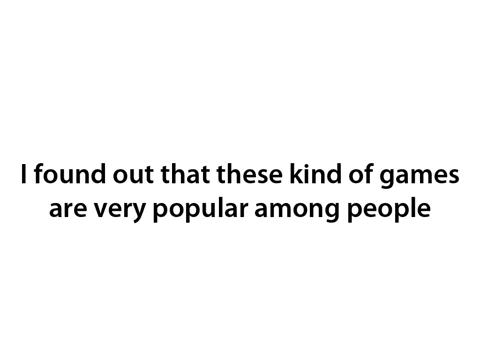 I found out that these kind of games
are very popular among people